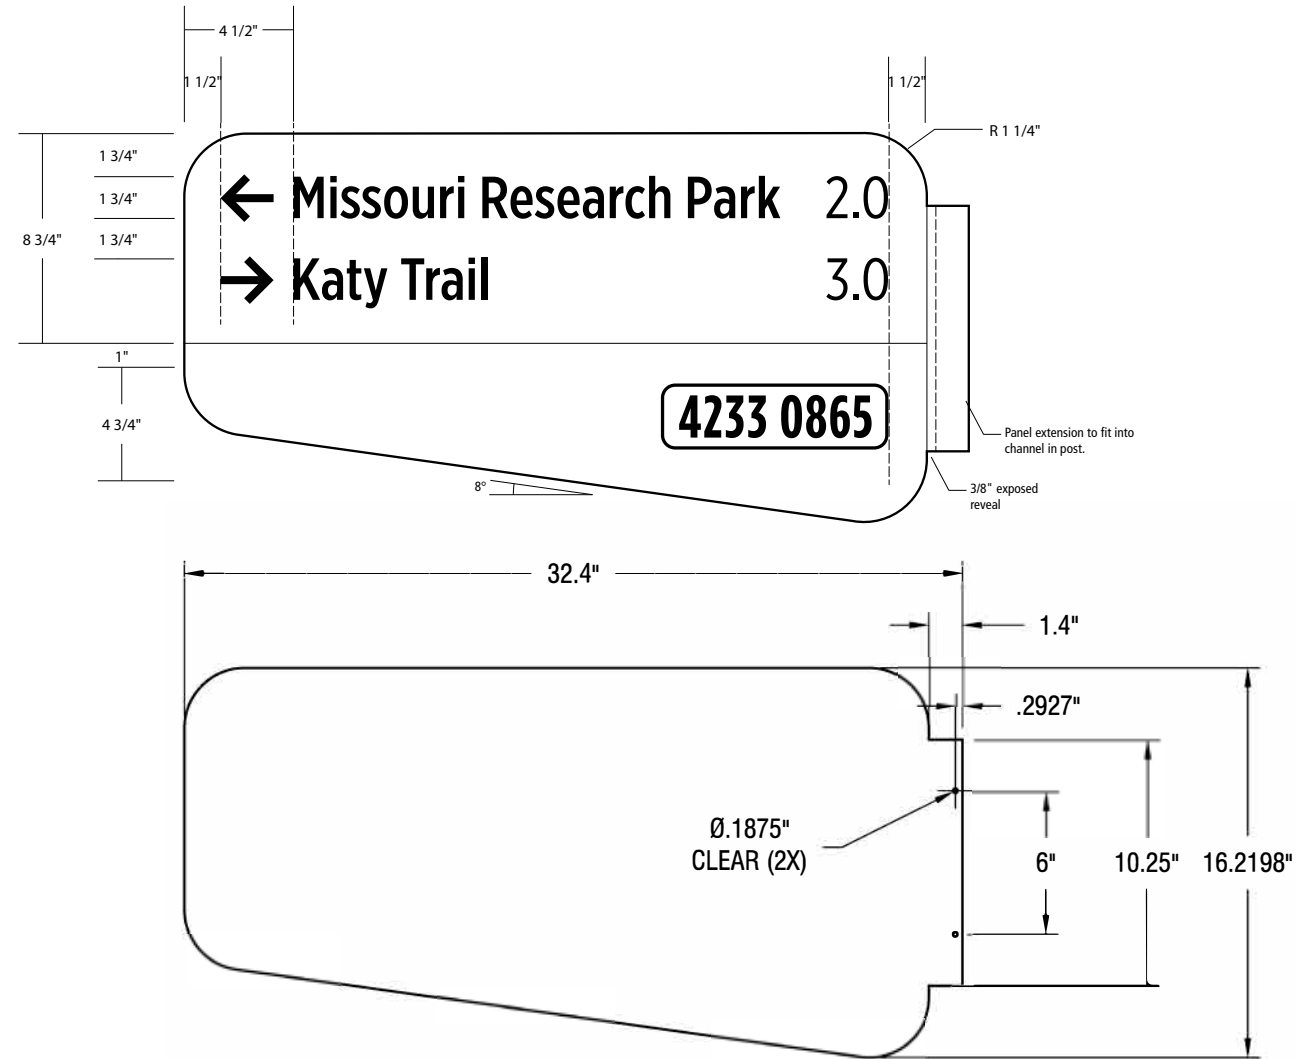 4 1/2"
1 1/2"
1 1/2"
R 1 1/4"
1 3/4"
1 3/4"
1 3/4"
8 3/4"
← Missouri Research Park 2.0
→ Katy Trail 3.0
1"
4 3/4"
4233 0865
8°
Panel extension to fit into
channel in post.
3/8" exposed
reveal
32.4"
1.4"
.2927"
Ø.1875"
CLEAR (2X)
6"
10.25"
16.2198"